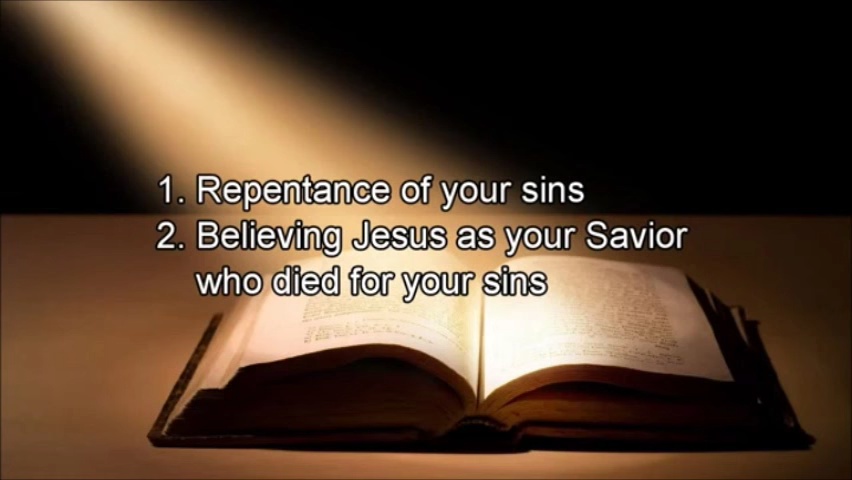 1. Repentance of your sins
2. Believing Jesus as your Savior
who died for your sins